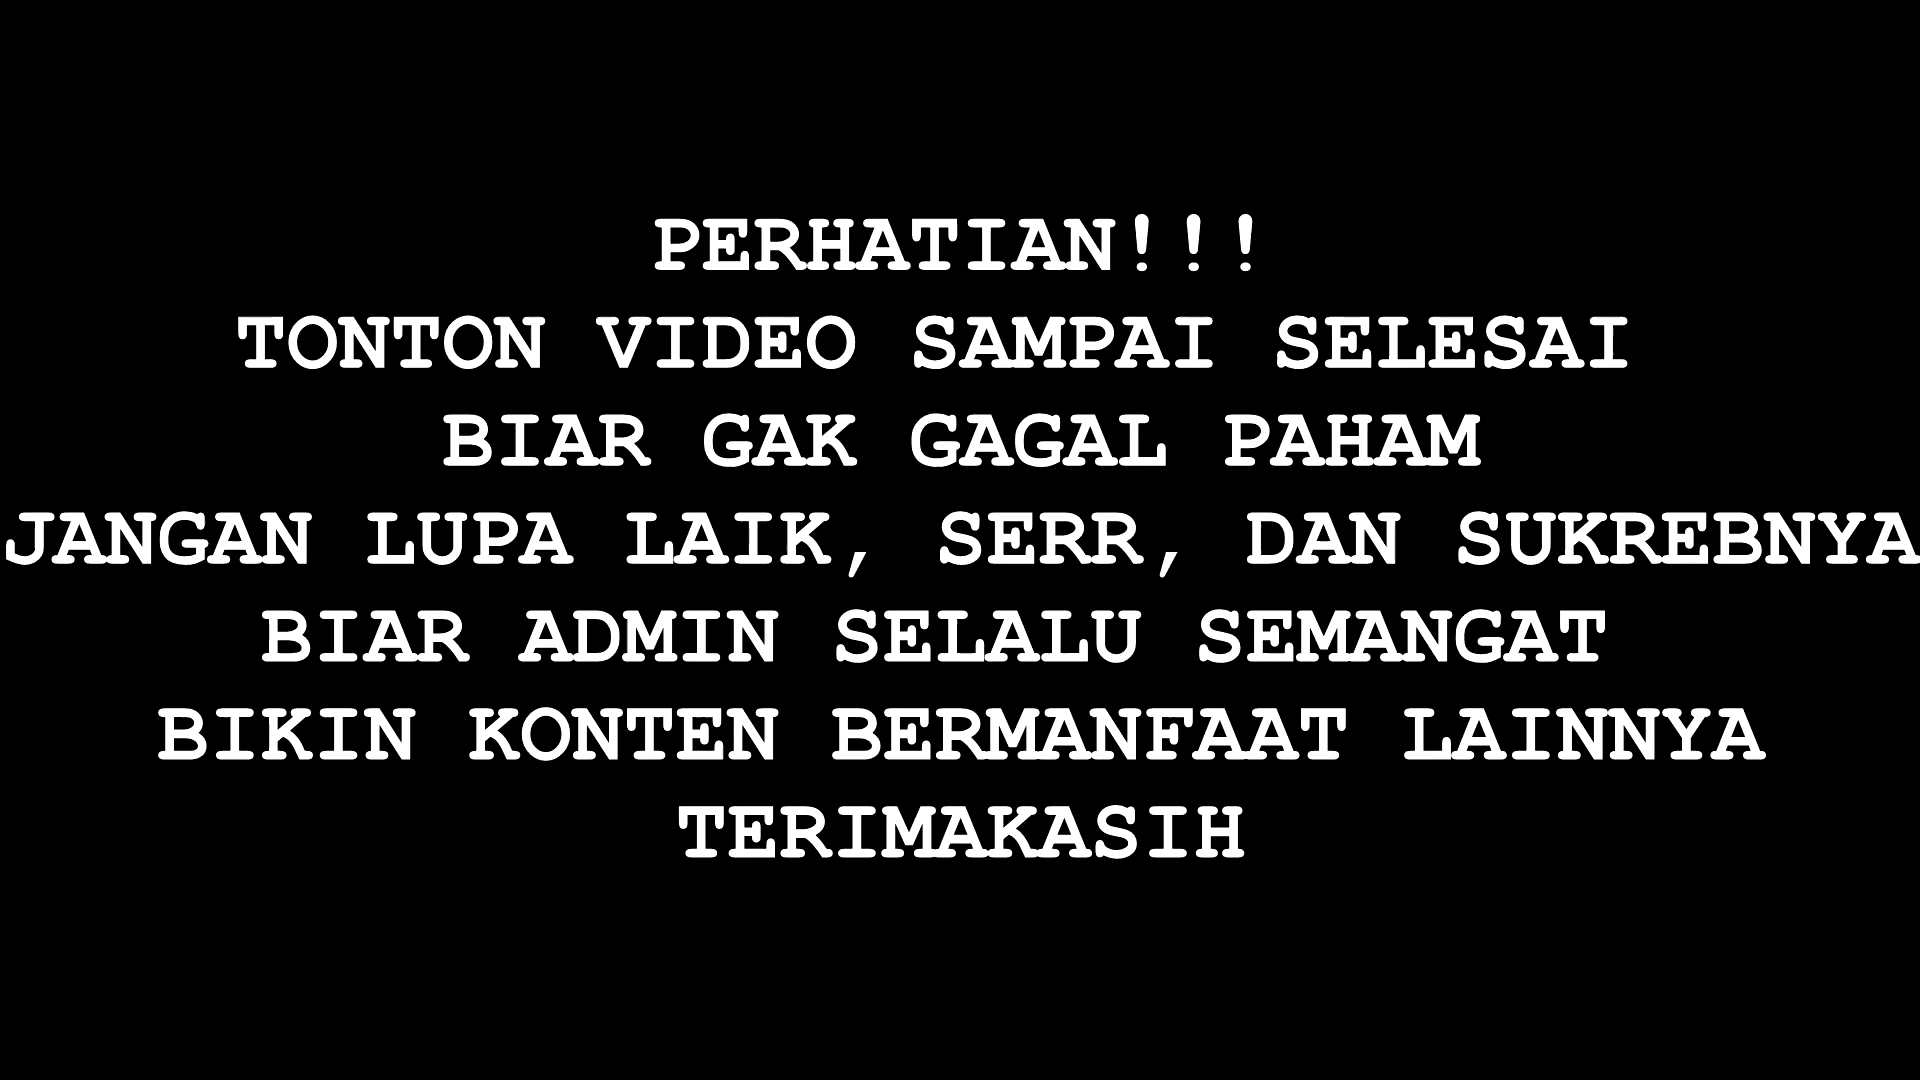 PERHATIAN!!!
TONTON VIDEO SAMPAI SELESAI
BIAR GAK GAGAL PAHAM
JANGAN LUPA LAIK, SERR, DAN SUKREBNYA
BIAR ADMIN SELALU SEMANGAT
BIKIN KONTEN BERMANFAAT LAINNYA
TERIMAKASIH